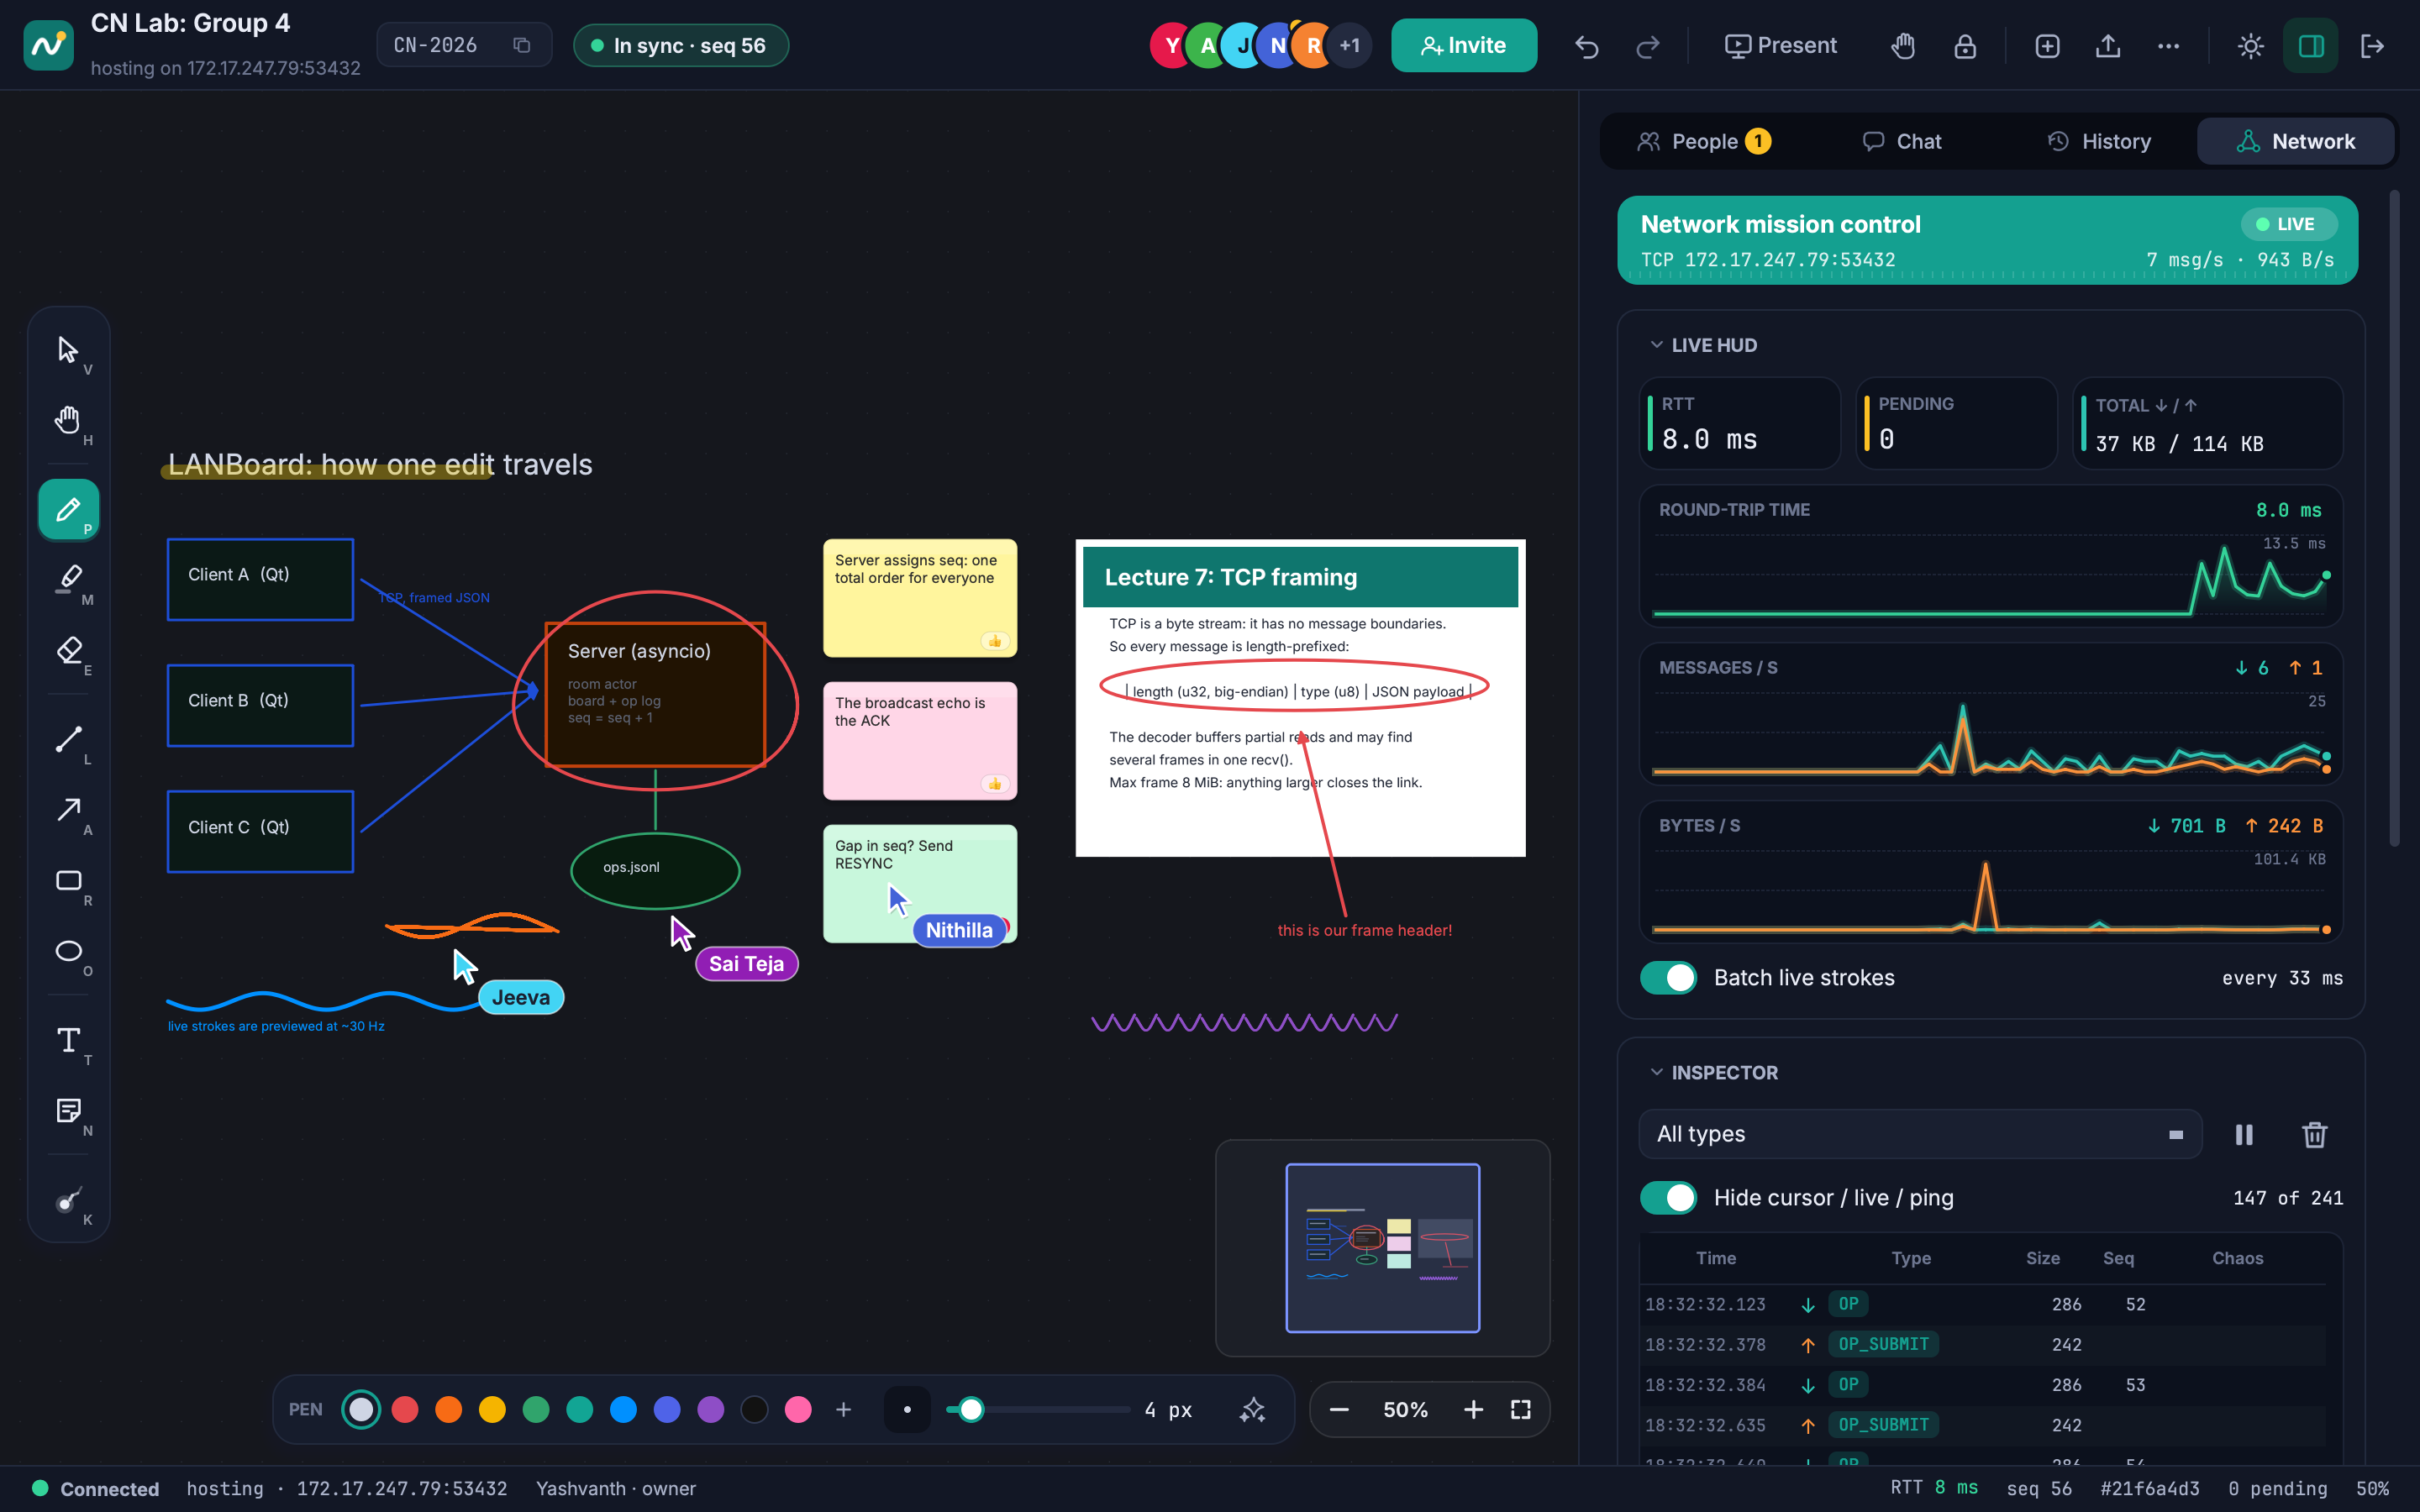 CN Lab: Group 4
hosting on 172.17.247.79:53432
CN-2026
In sync · seq 56
Y
A
J
N
R
+1
Invite
Present
People 1
Chat
History
Network
Network mission control
LIVE
TCP 172.17.247.79:53432
7 msg/s · 943 B/s
LIVE HUD
RTT
8.0 ms
PENDING
0
TOTAL ↓ / ↑
37 KB / 114 KB
ROUND-TRIP TIME
8.0 ms
13.5 ms
MESSAGES / S
↓ 6 ↑ 1
25
BYTES / S
↓ 701 B ↑ 242 B
101.4 KB
Batch live strokes
every 33 ms
INSPECTOR
All types
Hide cursor / live / ping
147 of 241
Time Type Size Seq Chaos
18:32:32.123 ↓ OP 286 52
18:32:32.378 ↑ OP_SUBMIT 242
18:32:32.384 ↓ OP 286 53
18:32:32.635 ↑ OP_SUBMIT 242
18:32:32.640 ↓ OP 286 54
V
H
P
M
E
L
A
R
O
T
N
K
LANBoard: how one edit travels
Client A (Qt)
TCP, framed JSON
Client B (Qt)
Client C (Qt)
Server (asyncio)
room actor
board + op log
seq = seq + 1
ops.jsonl
Server assigns seq: one
total order for everyone
👍
The broadcast echo is
the ACK
👍
Gap in seq? Send
RESYNC
Nithilla
Sai Teja
Jeeva
live strokes are previewed at ~30 Hz
Lecture 7: TCP framing
TCP is a byte stream: it has no message boundaries.
So every message is length-prefixed:
| length (u32, big-endian) | type (u8) | JSON payload |
The decoder buffers partial reads and may find
several frames in one recv().
Max frame 8 MiB: anything larger closes the link.
this is our frame header!
PEN
4 px
50%
Connected
hosting · 172.17.247.79:53432
Yashvanth · owner
RTT 8 ms
seq 56
#21f6a4d3
0 pending
50%